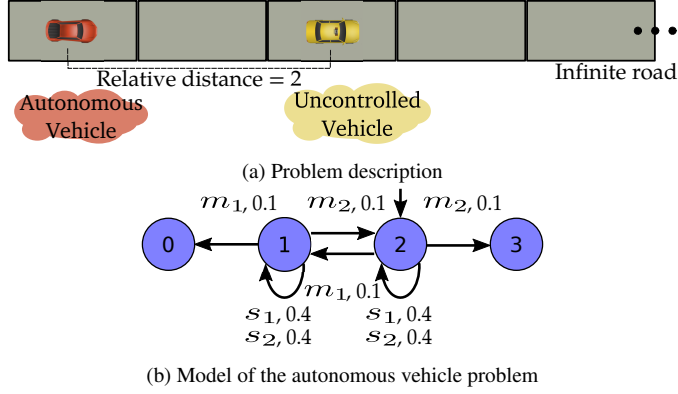 Relative distance = 2
Infinite road
Autonomous
Vehicle
Uncontrolled
Vehicle
(a) Problem description
m₁, 0.1 m₂, 0.1 m₂, 0.1
0 1 2 3
m₁, 0.1
s₁, 0.4 s₁, 0.4
s₂, 0.4 s₂, 0.4
(b) Model of the autonomous vehicle problem